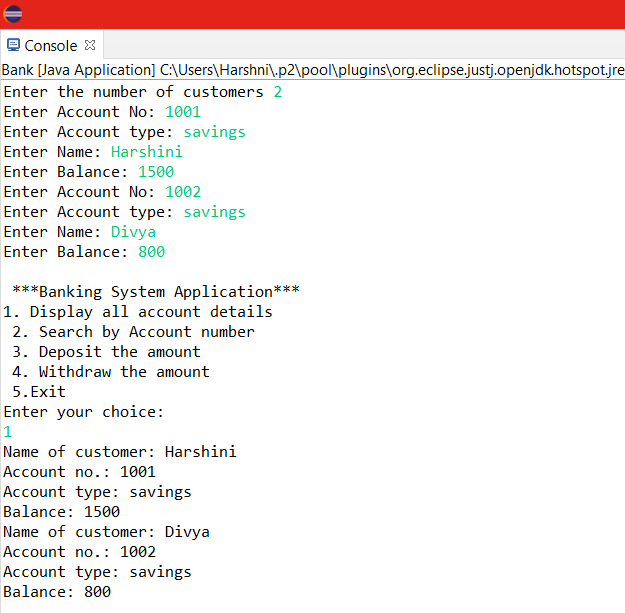 Console
Bank [Java Application] C:\Users\Harshni\.p2\pool\plugins\org.eclipse.justj.openjdk.hotspot.jre
Enter the number of customers 2
Enter Account No: 1001
Enter Account type: savings
Enter Name: Harshini
Enter Balance: 1500
Enter Account No: 1002
Enter Account type: savings
Enter Name: Divya
Enter Balance: 800
***Banking System Application***
1. Display all account details
2. Search by Account number
3. Deposit the amount
4. Withdraw the amount
5.Exit
Enter your choice:
1
Name of customer: Harshini
Account no.: 1001
Account type: savings
Balance: 1500
Name of customer: Divya
Account no.: 1002
Account type: savings
Balance: 800